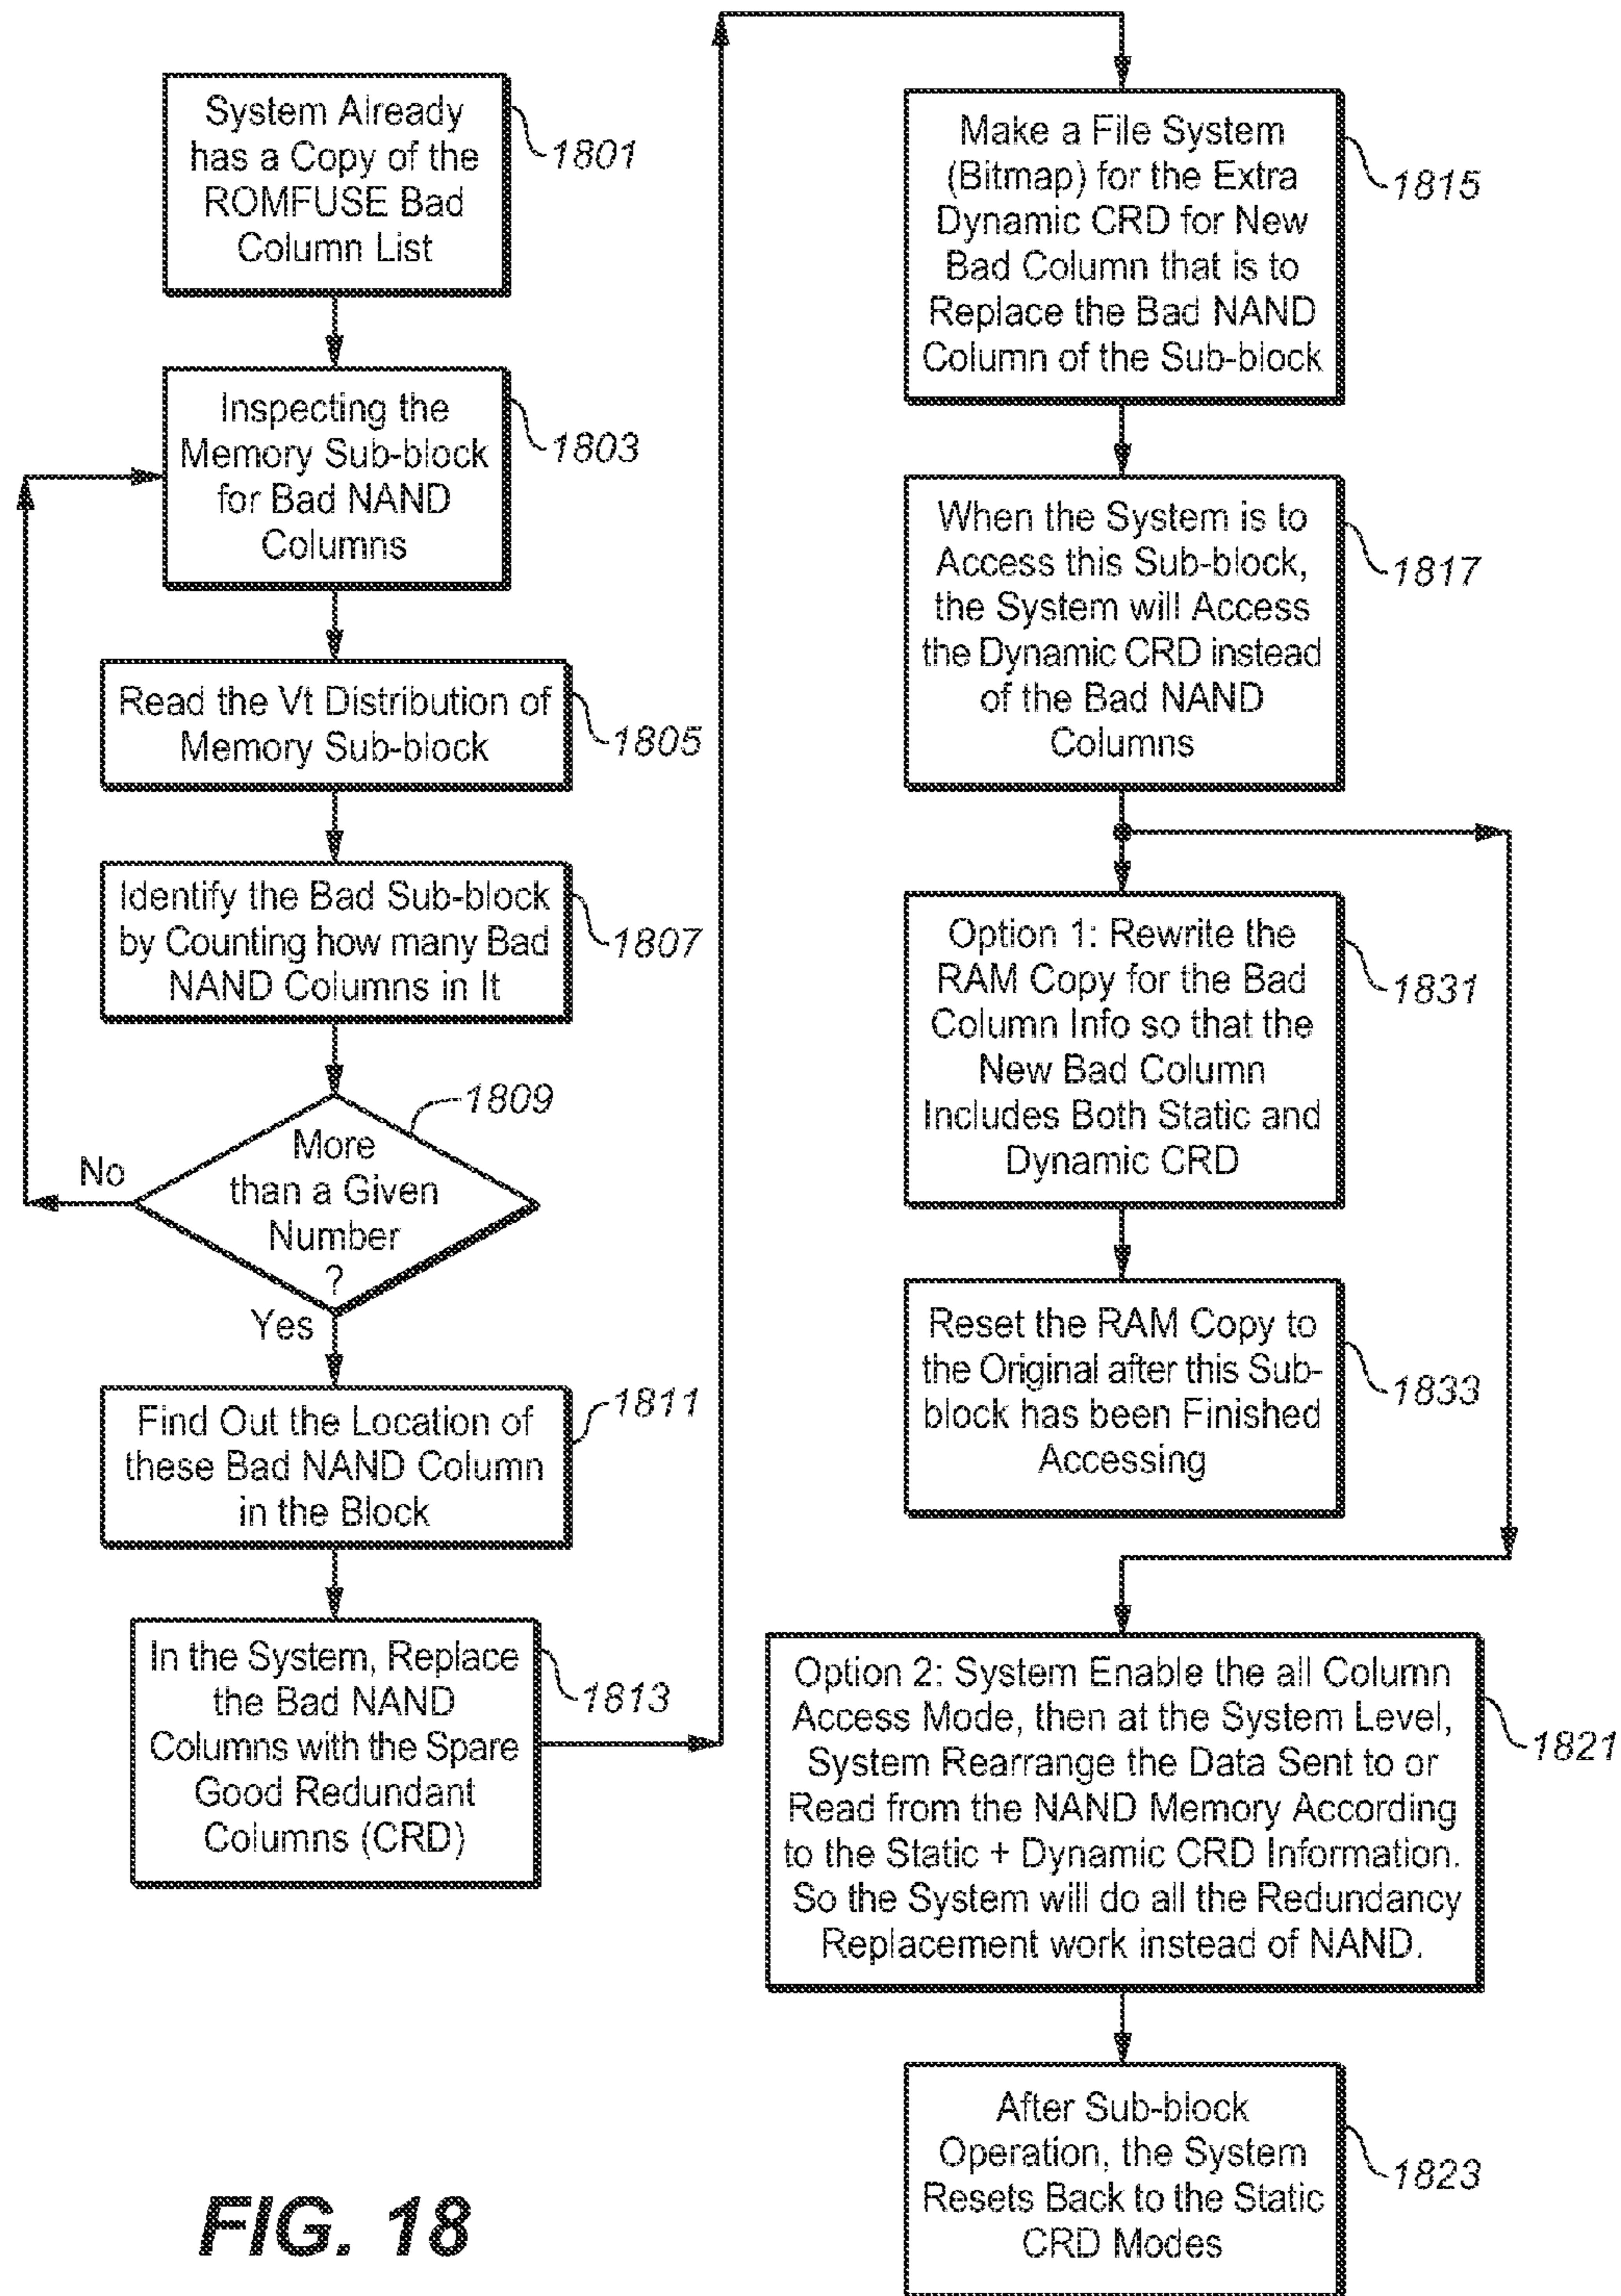 System Already
has a Copy of the
ROMFUSE Bad
Column List
1801
Inspecting the
Memory Sub-block
for Bad NAND
Columns
1803
Read the Vt Distribution of
Memory Sub-block
1805
Identify the Bad Sub-block
by Counting how many Bad
NAND Columns in It
1807
More
than a Given
Number
?
1809
No
Yes
Find Out the Location of
these Bad NAND Column
in the Block
1811
In the System, Replace
the Bad NAND
Columns with the Spare
Good Redundant
Columns (CRD)
1813
Make a File System
(Bitmap) for the Extra
Dynamic CRD for New
Bad Column that is to
Replace the Bad NAND
Column of the Sub-block
1815
When the System is to
Access this Sub-block,
the System will Access
the Dynamic CRD instead
of the Bad NAND
Columns
1817
Option 1: Rewrite the
RAM Copy for the Bad
Column Info so that the
New Bad Column
Includes Both Static and
Dynamic CRD
1831
Reset the RAM Copy to
the Original after this Sub-
block has been Finished
Accessing
1833
Option 2: System Enable the all Column
Access Mode, then at the System Level,
System Rearrange the Data Sent to or
Read from the NAND Memory According
to the Static + Dynamic CRD Information.
So the System will do all the Redundancy
Replacement work instead of NAND.
1821
After Sub-block
Operation, the System
Resets Back to the Static
CRD Modes
1823
FIG. 18